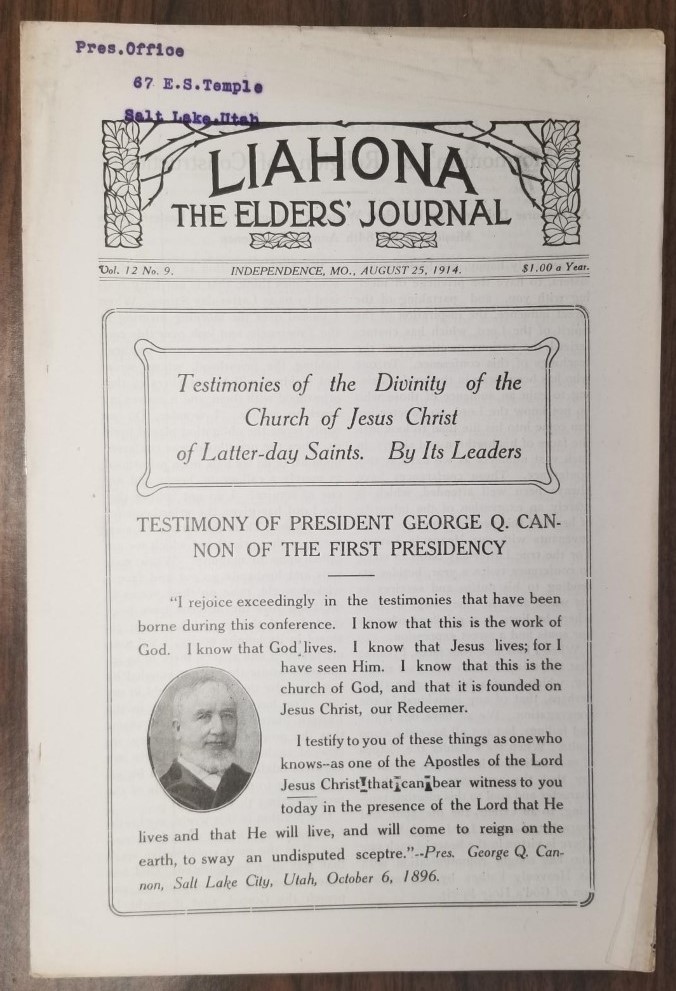 Pres.Office
67 E.S.Temple
Salt Lake,Utah
LIAHONA
THE ELDERS' JOURNAL
Vol. 12 No. 9. INDEPENDENCE, MO., AUGUST 25, 1914. $1.00 a Year.
Testimonies of the Divinity of the
Church of Jesus Christ
of Latter-day Saints. By Its Leaders
TESTIMONY OF PRESIDENT GEORGE Q. CAN-
NON OF THE FIRST PRESIDENCY
"I rejoice exceedingly in the testimonies that have been
borne during this conference. I know that this is the work of
God. I know that God lives. I know that Jesus lives; for I
have seen Him. I know that this is the
church of God, and that it is founded on
Jesus Christ, our Redeemer.
I testify to you of these things as one who
knows--as one of the Apostles of the Lord
Jesus Christ that can bear witness to you
today in the presence of the Lord that He
lives and that He will live, and will come to reign on the
earth, to sway an undisputed sceptre."--Pres. George Q. Can-
non, Salt Lake City, Utah, October 6, 1896.